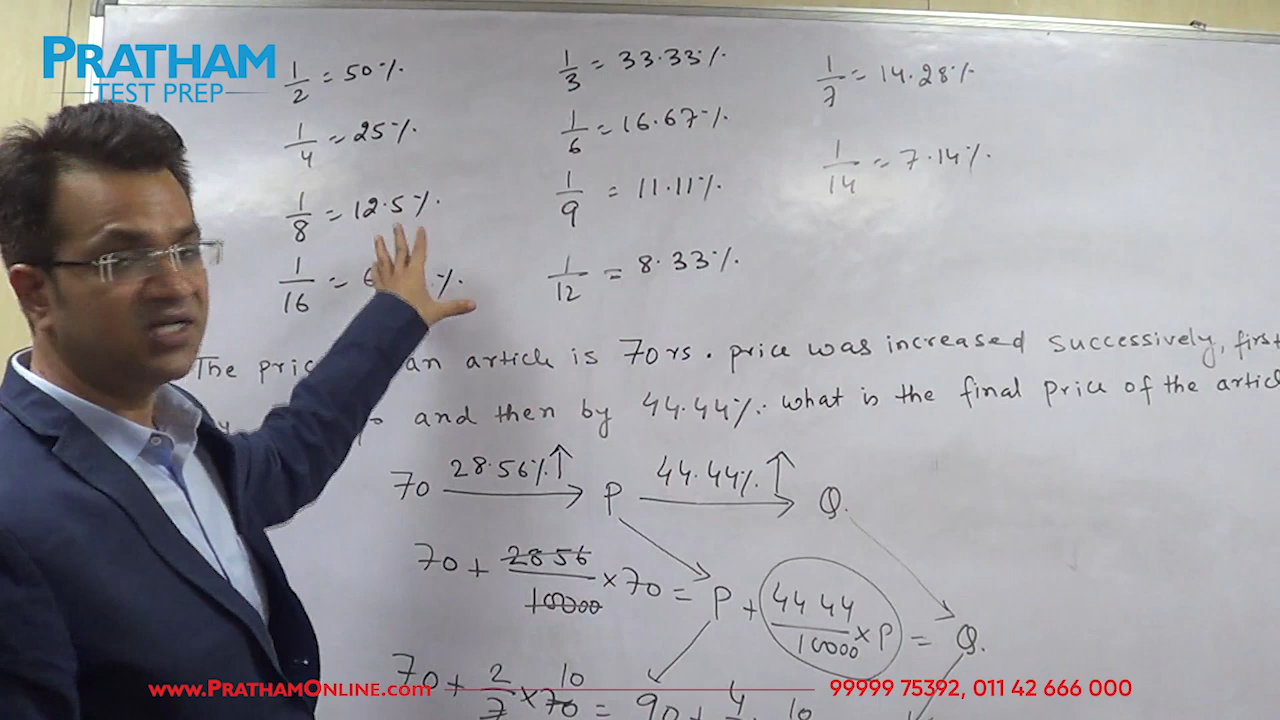 PRATHAM
TEST PREP
1/2 = 50%
1/4 = 25%
1/8 = 12.5%
1/16 =
1/3 = 33.33%
1/6 = 16.67%
1/9 = 11.11%
1/12 = 8.33%
1/7 = 14.28%
1/14 = 7.14%
The an article is 70 rs. price was increased successively, first
and then by 44.44%. what is the final price of the
70 28.56%↑ P 44.44%↑ Q.
70 + 2856/10000 × 70 = P + 4444/10000 × P = Q.
70 + 2/7 × 70 10 = 90 + 4 10
www.PrathamOnline.com
99999 75392, 011 42 666 000